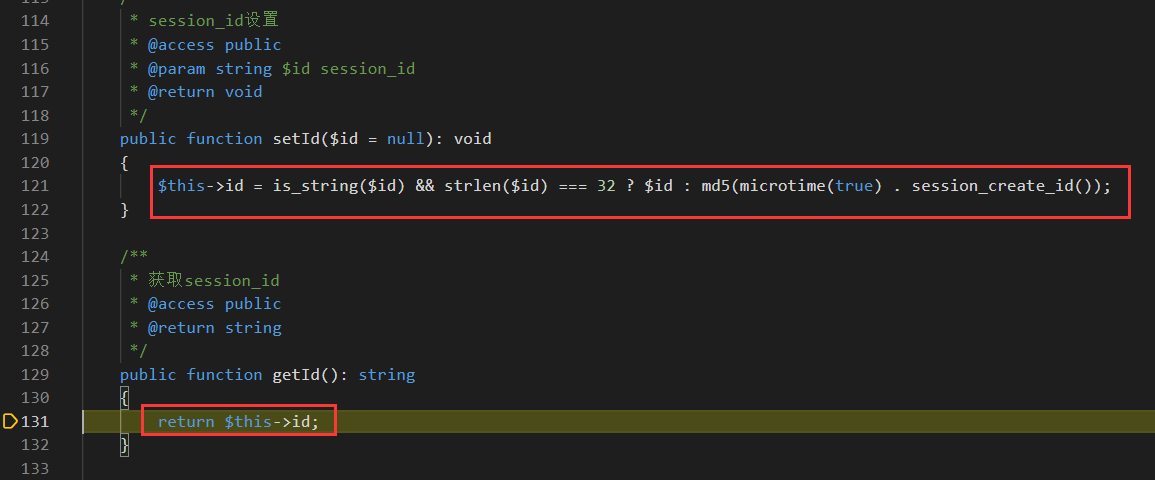 113 /**
114 * session_id设置
115 * @access public
116 * @param string $id session_id
117 * @return void
118 */
119 public function setId($id = null): void
120 {
121 $this->id = is_string($id) && strlen($id) === 32 ? $id : md5(microtime(true) . session_create_id());
122 }
123
124 /**
125 * 获取session_id
126 * @access public
127 * @return string
128 */
129 public function getId(): string
130 {
131 return $this->id;
132 }
133